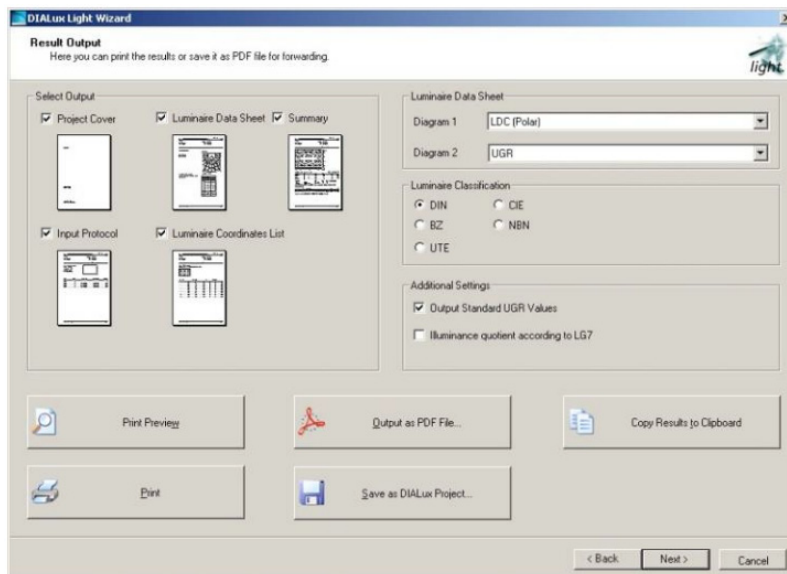 DIALux Light Wizard
Result Output
Here you can print the results or save it as PDF file for forwarding.
light
Select Output
Project Cover
Luminaire Data Sheet
Summary
Input Protocol
Luminaire Coordinates List
Luminaire Data Sheet
Diagram 1
LDC (Polar)
Diagram 2
UGR
Luminaire Classification
DIN
CIE
BZ
NBN
UTE
Additional Settings
Output Standard UGR Values
Illuminance quotient according to LG7
Print Preview
Output as PDF File...
Copy Results to Clipboard
Print
Save as DIALux Project...
< Back
Next >
Cancel